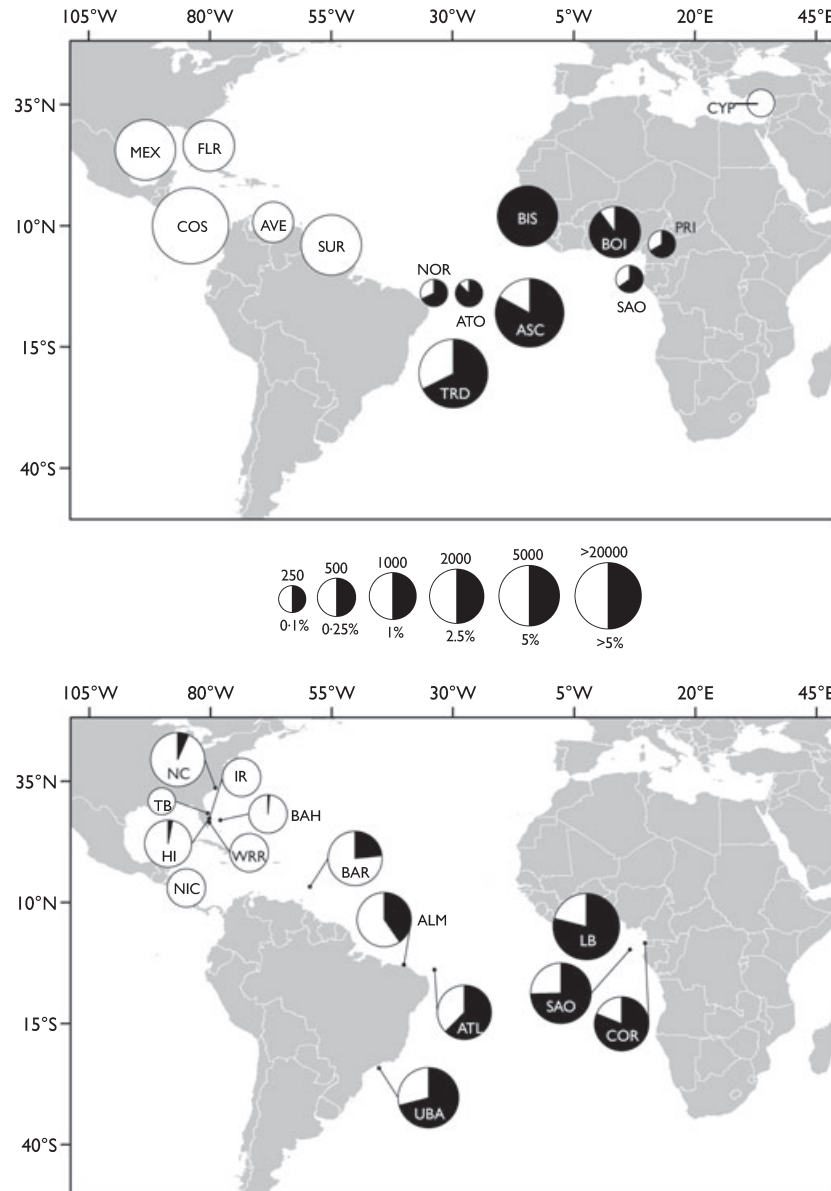 105°W 80°W 55°W 30°W 5°W 20°E 45°E
35°N
CYP
MEX
FLR
10°N
COS
AVE
SUR
BIS
BOI
PRI
NOR
ATO
SAO
ASC
15°S
TRD
40°S
250 500 1000 2000 5000 >20000
0·1% 0·25% 1% 2.5% 5% >5%
105°W 80°W 55°W 30°W 5°W 20°E 45°E
35°N
NC
IR
TB
BAH
HI
WRR
BAR
NIC
10°N
ALM
LB
SAO
ATL
COR
15°S
UBA
40°S